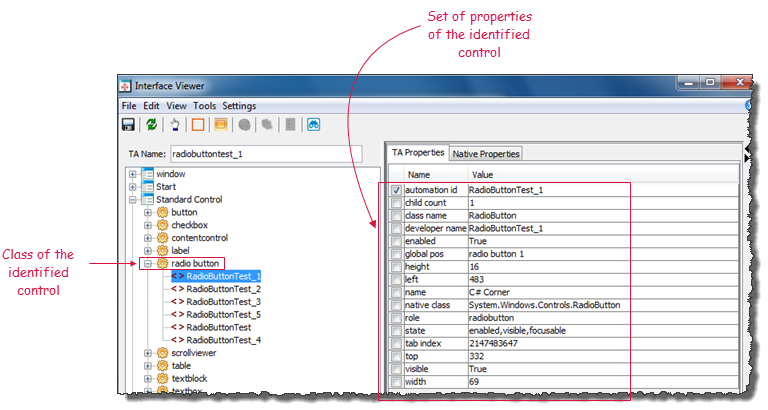 Set of properties
of the identified
control
Interface Viewer
File Edit View Tools Settings
TA Name: radiobuttontest_1
window
Start
Standard Control
button
checkbox
contentcontrol
label
radio button
RadioButtonTest_1
RadioButtonTest_2
RadioButtonTest_3
RadioButtonTest_5
RadioButtonTest
RadioButtonTest_4
scrollviewer
table
textblock
textbox
Class of the
identified
control
TA Properties Native Properties
Name Value
automation id RadioButtonTest_1
child count 1
class name RadioButton
developer name RadioButtonTest_1
enabled True
global pos radio button 1
height 16
left 483
name C# Corner
native class System.Windows.Controls.RadioButton
role radiobutton
state enabled,visible,focusable
tab index 2147483647
top 332
visible True
width 69